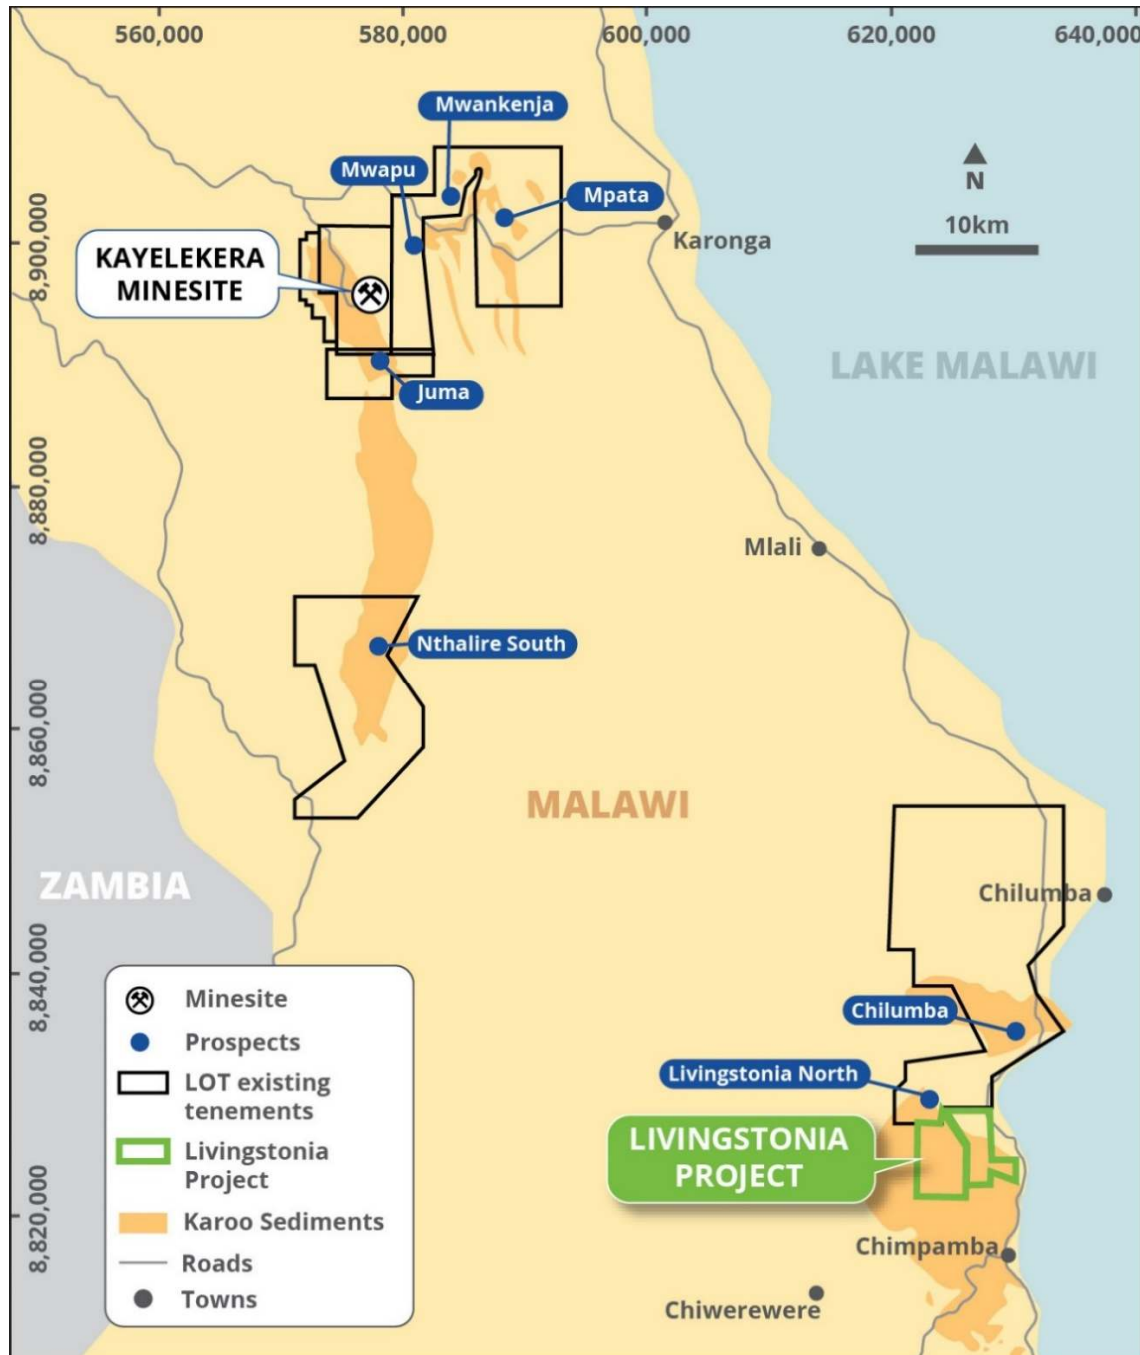 560,000
580,000
600,000
620,000
640,000
Mwankenja
Mwapu
Mpata
N
10km
Karonga
KAYELEKERA
MINESITE
8,900,000
LAKE MALAWI
Juma
8,880,000
Mlali
Nthalire South
8,860,000
MALAWI
ZAMBIA
Chilumba
8,840,000
Chilumba
Livingstonia North
LIVINGSTONIA
PROJECT
8,820,000
Chimpamba
Chiwerewere
Minesite
Prospects
LOT existing
tenements
Livingstonia
Project
Karoo Sediments
Roads
Towns